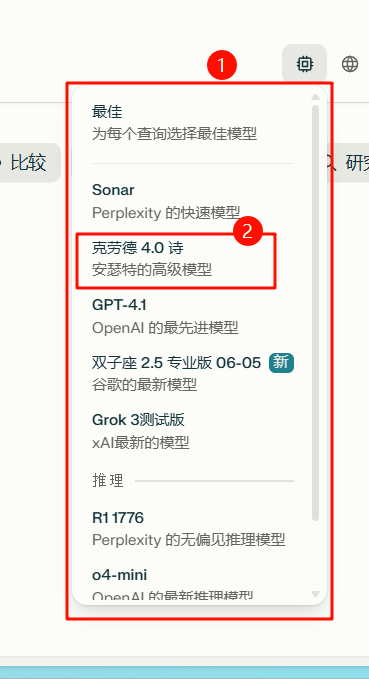 1
最佳
为每个查询选择最佳模型
比较
研究
Sonar
Perplexity 的快速模型
2
克劳德 4.0 诗
安瑟特的高级模型
GPT-4.1
OpenAI 的最先进模型
双子座 2.5 专业版 06-05 新
谷歌的最新模型
Grok 3测试版
xAI最新的模型
推理
R1 1776
Perplexity 的无偏见推理模型
o4-mini
OpenAI 的最新推理模型